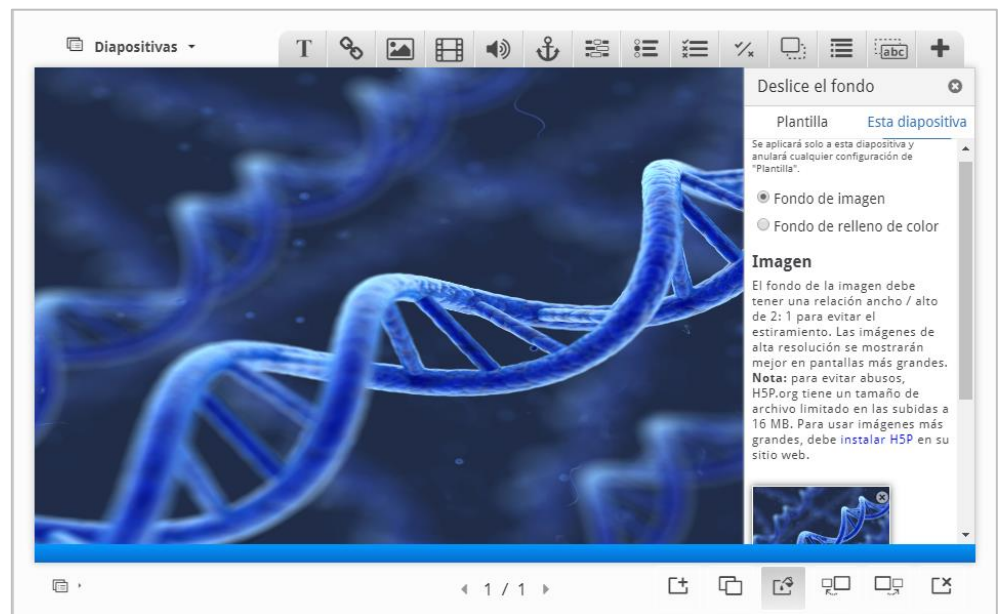 Diapositivas
T
abc
Deslice el fondo
Plantilla Esta diapositiva
Se aplicará solo a esta diapositiva y
anulará cualquier configuración de
"Plantilla".
Fondo de imagen
Fondo de relleno de color
Imagen
El fondo de la imagen debe
tener una relación ancho / alto
de 2: 1 para evitar el
estiramiento. Las imágenes de
alta resolución se mostrarán
mejor en pantallas más grandes.
Nota: para evitar abusos,
H5P.org tiene un tamaño de
archivo limitado en las subidas a
16 MB. Para usar imágenes más
grandes, debe instalar H5P en su
sitio web.
1 / 1